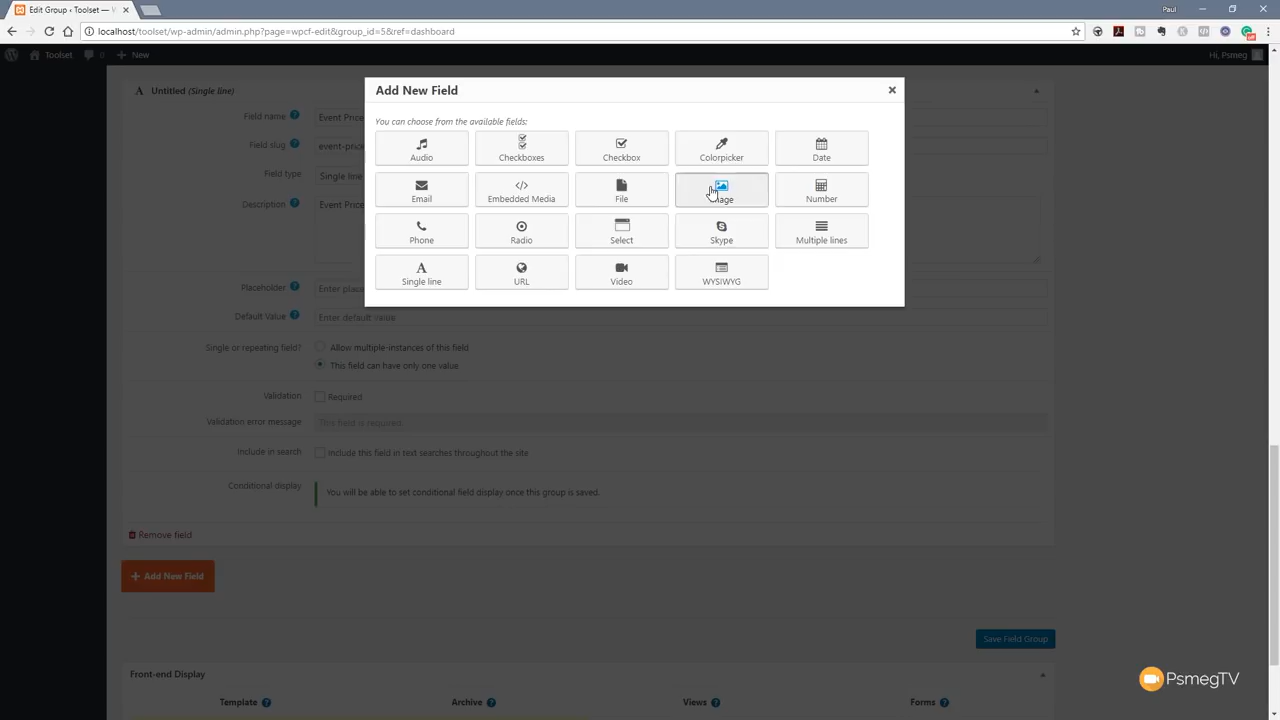 Edit Group ‹ Toolset — W
Paul
localhost/toolset/wp-admin/admin.php?page=wpcf-edit&group_id=5&ref=dashboard
Toolset 0 New
Hi, Psmeg
A Untitled (Single line)
Add New Field
You can choose from the available fields:
Audio Checkboxes Checkbox Colorpicker Date
Email Embedded Media File Number
Phone Radio Select Skype Multiple lines
Single line URL Video WYSIWYG
Field name Event Price
Field slug event-price
Field type Single line
Description Event Price
Placeholder Enter place
Default Value Enter default value
Single or repeating field? Allow multiple-instances of this field
This field can have only one value
Validation Required
Validation error message This field is required
Include in search Include this field in text searches throughout the site
Conditional display You will be able to set conditional field display once this group is saved.
Remove field
+ Add New Field
Save Field Group
Front-end Display
Template Archive Views Forms
PsmegTV